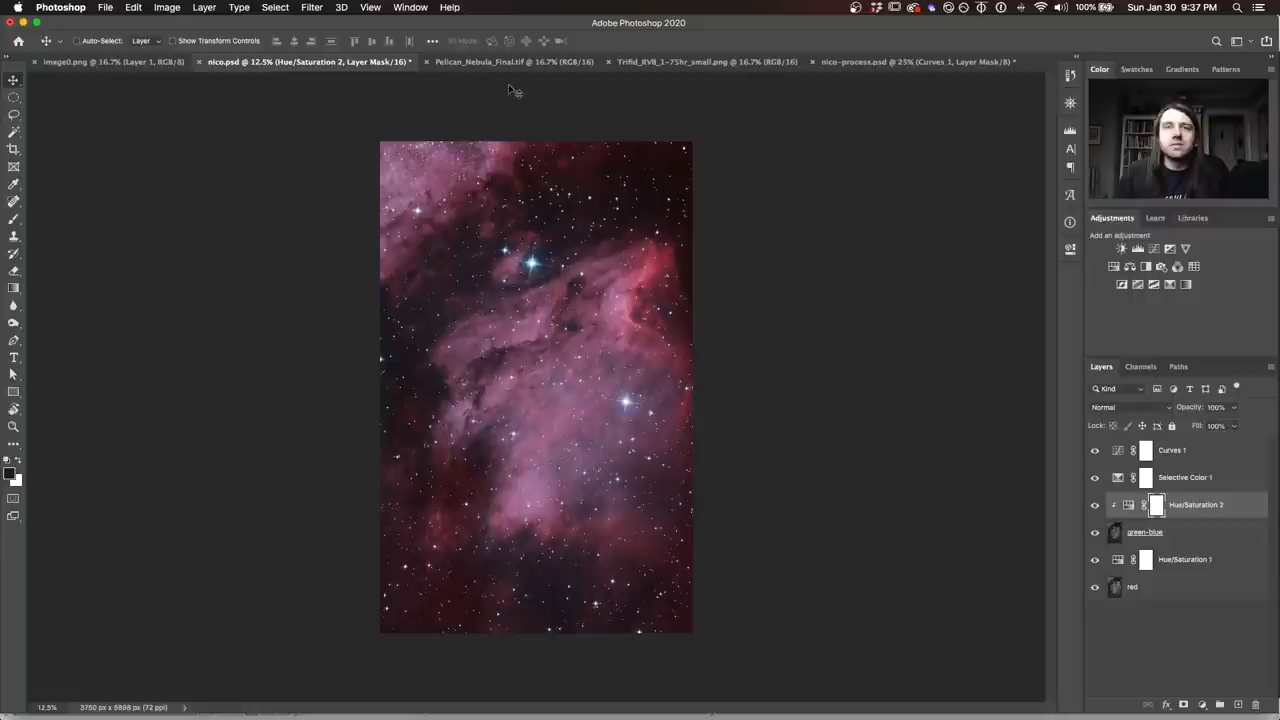 Photoshop File Edit Image Layer Type Select Filter 3D View Window Help 100% Sun Jan 30 9:37 PM
Adobe Photoshop 2020
Auto-Select: Layer Show Transform Controls 3D Mode:
image0.png @ 16.7% (Layer 1, RGB/8) nico.psd @ 12.5% (Hue/Saturation 2, Layer Mask/16) * Pelican_Nebula_Final.tif @ 16.7% (RGB/16) Trifid_RVB_1-75hr_small.png @ 16.7% (RGB/16) nico-process.psd @ 25% (Curves 1, Layer Mask/8) *
Color Swatches Gradients Patterns
Adjustments Learn Libraries
Add an adjustment
Layers Channels Paths
Kind
Normal Opacity: 100%
Lock: Fill: 100%
Curves 1
Selective Color 1
Hue/Saturation 2
green-blue
Hue/Saturation 1
red
12.5% 3750 px x 5898 px (72 ppi)